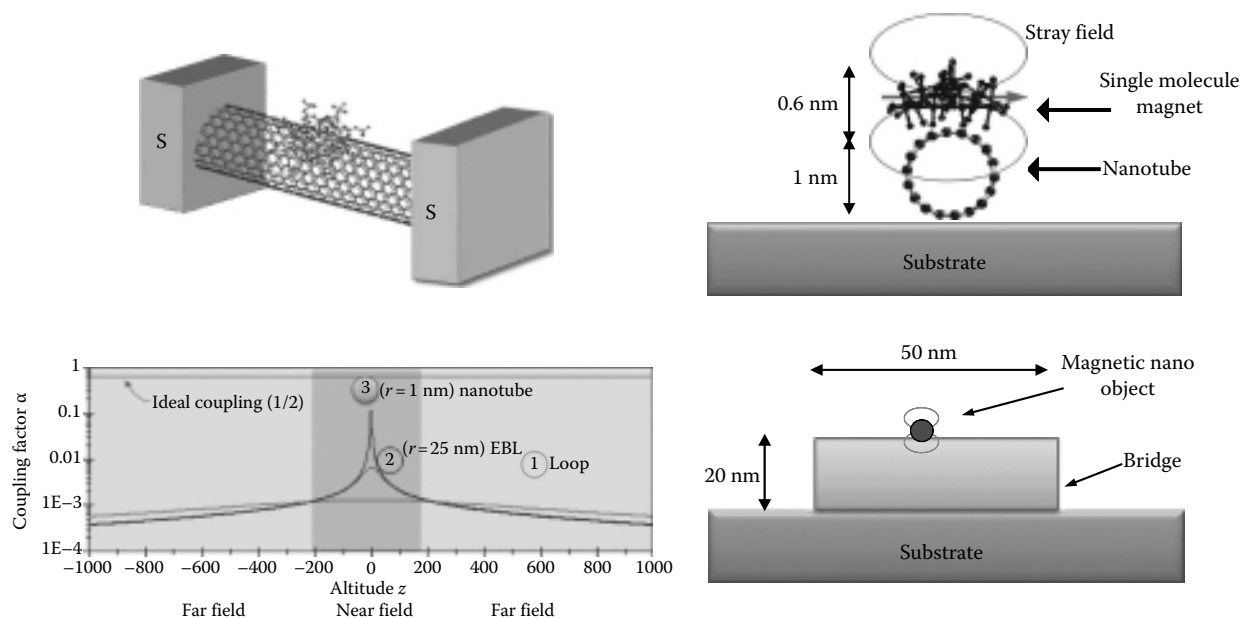 S
S
Stray field
Single molecule
magnet
0.6 nm
Nanotube
1 nm
Substrate
Coupling factor α
1
0.1
0.01
1E−3
1E−4
Ideal coupling (1/2)
3 (r = 1 nm) nanotube
2 (r = 25 nm) EBL
1 Loop
−1000 −800 −600 −400 −200 0 200 400 600 800 1000
Altitude z
Far field Near field Far field
50 nm
Magnetic nano
object
20 nm
Bridge
Substrate